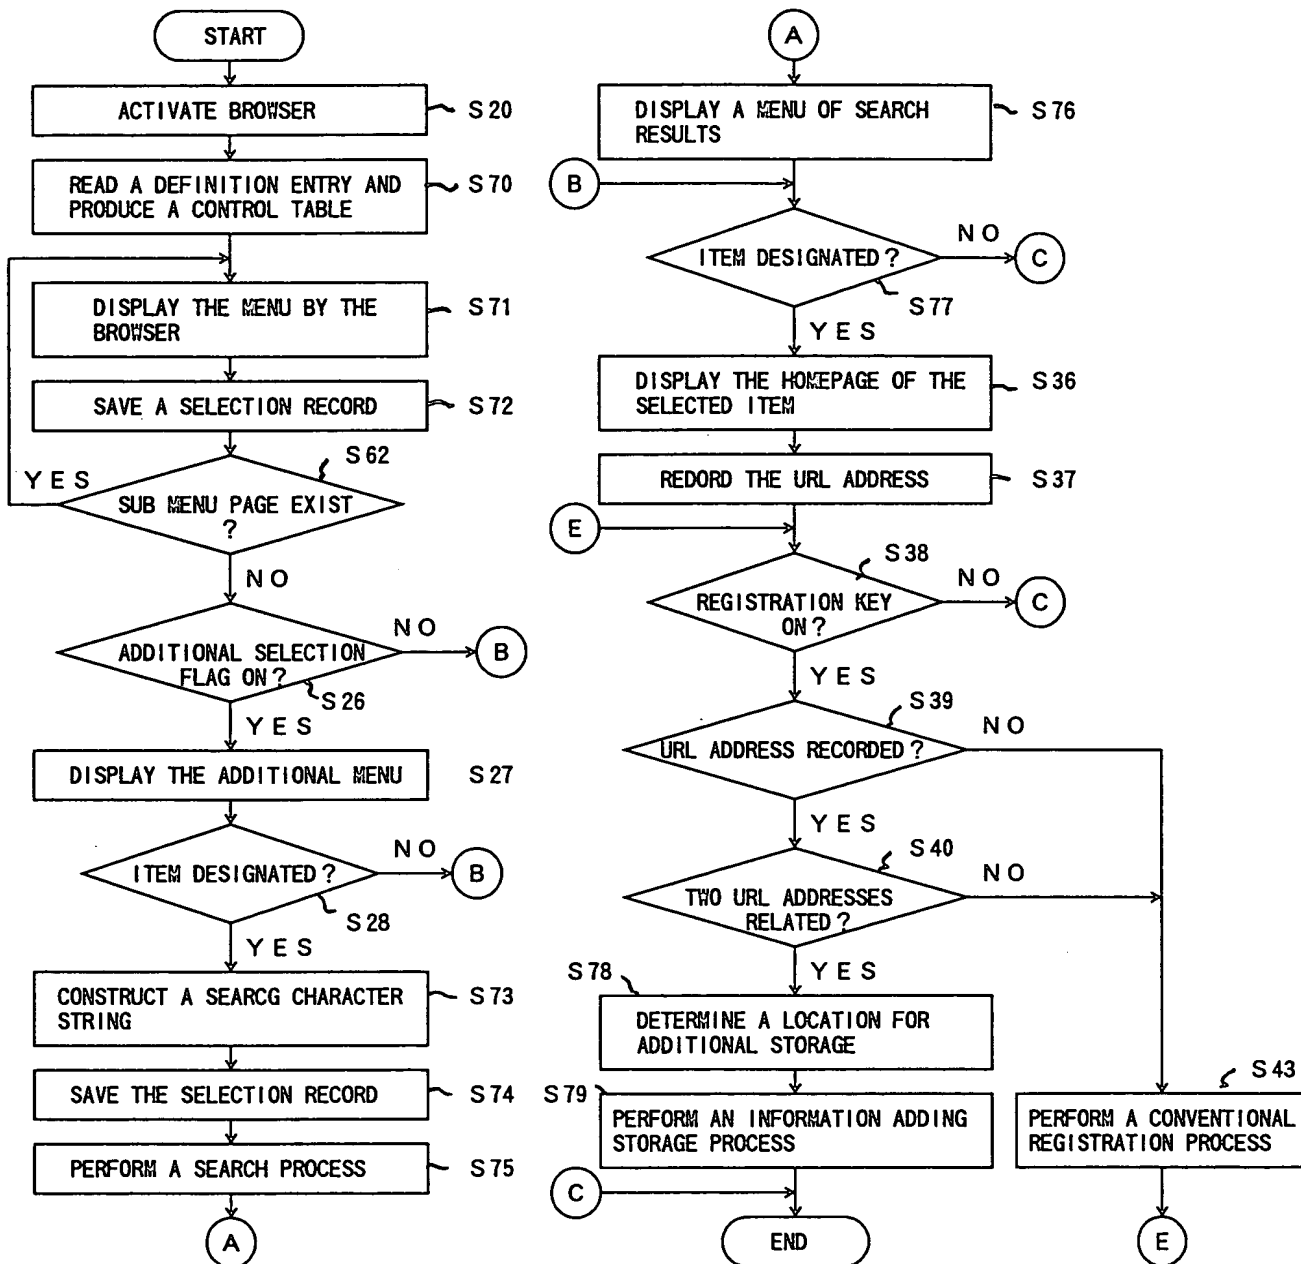 START
ACTIVATE BROWSER
S20
READ A DEFINITION ENTRY AND
PRODUCE A CONTROL TABLE
S70
DISPLAY THE MENU BY THE
BROWSER
S71
SAVE A SELECTION RECORD
S72
S62
YES
SUB MENU PAGE EXIST
?
NO
ADDITIONAL SELECTION
FLAG ON?
NO
B
S26
YES
DISPLAY THE ADDITIONAL MENU
S27
ITEM DESIGNATED?
NO
B
S28
YES
CONSTRUCT A SEARCG CHARACTER
STRING
S73
SAVE THE SELECTION RECORD
S74
PERFORM A SEARCH PROCESS
S75
A
A
DISPLAY A MENU OF SEARCH
RESULTS
S76
B
ITEM DESIGNATED?
NO
C
S77
YES
DISPLAY THE HOMEPAGE OF THE
SELECTED ITEM
S36
REDORD THE URL ADDRESS
S37
E
S38
REGISTRATION KEY
ON?
NO
C
YES
S39
URL ADDRESS RECORDED?
NO
YES
S40
TWO URL ADDRESSES
RELATED?
NO
YES
S78
DETERMINE A LOCATION FOR
ADDITIONAL STORAGE
S79
PERFORM AN INFORMATION ADDING
STORAGE PROCESS
C
END
S43
PERFORM A CONVENTIONAL
REGISTRATION PROCESS
E